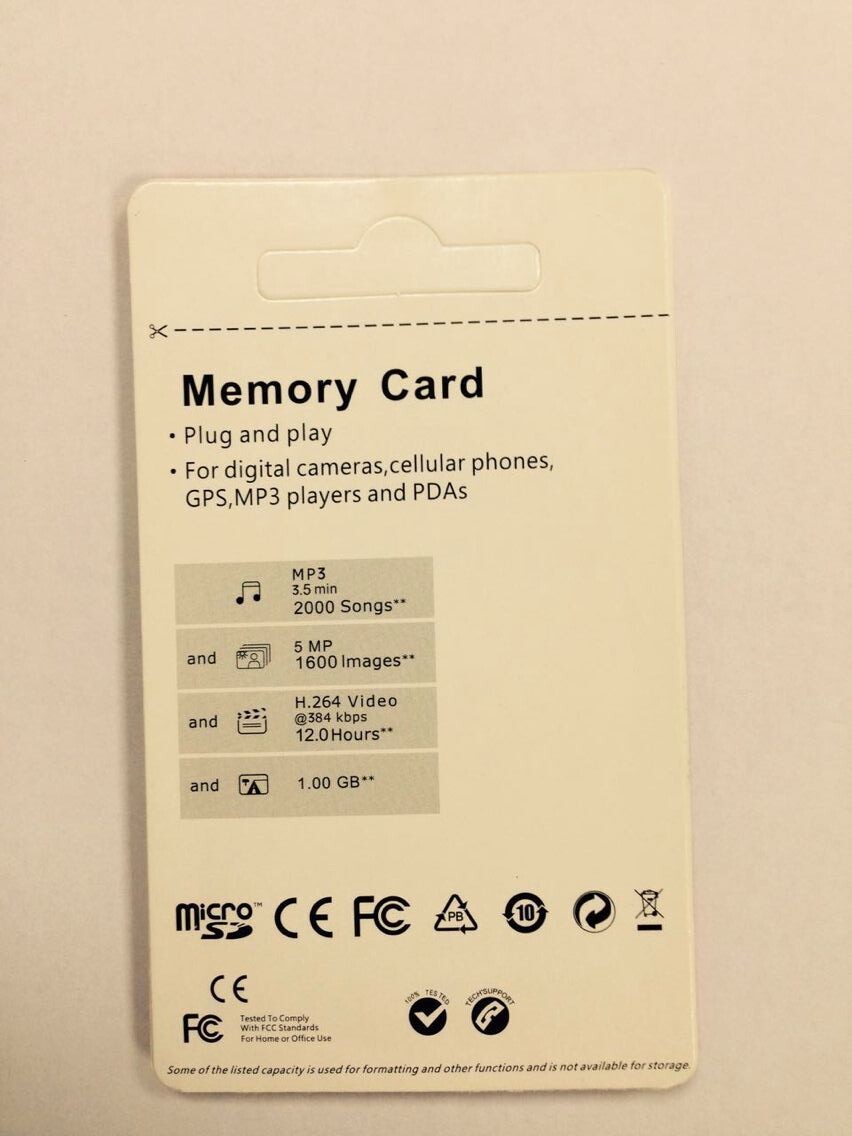 Memory Card
• Plug and play
• For digital cameras,cellular phones,
GPS,MP3 players and PDAs
MP3
3.5 min
2000 Songs**
and
5 MP
1600 Images**
and
H.264 Video
@384 kbps
12.0Hours**
and
TA
1.00 GB**
micro SD™ CE FC PB 10
CE
FC
Tested To Comply
With FCC Standards
For Home or Office Use
100% TESTED
TECH'SUPPORT
Some of the listed capacity is used for formatting and other functions and is not available for storage.